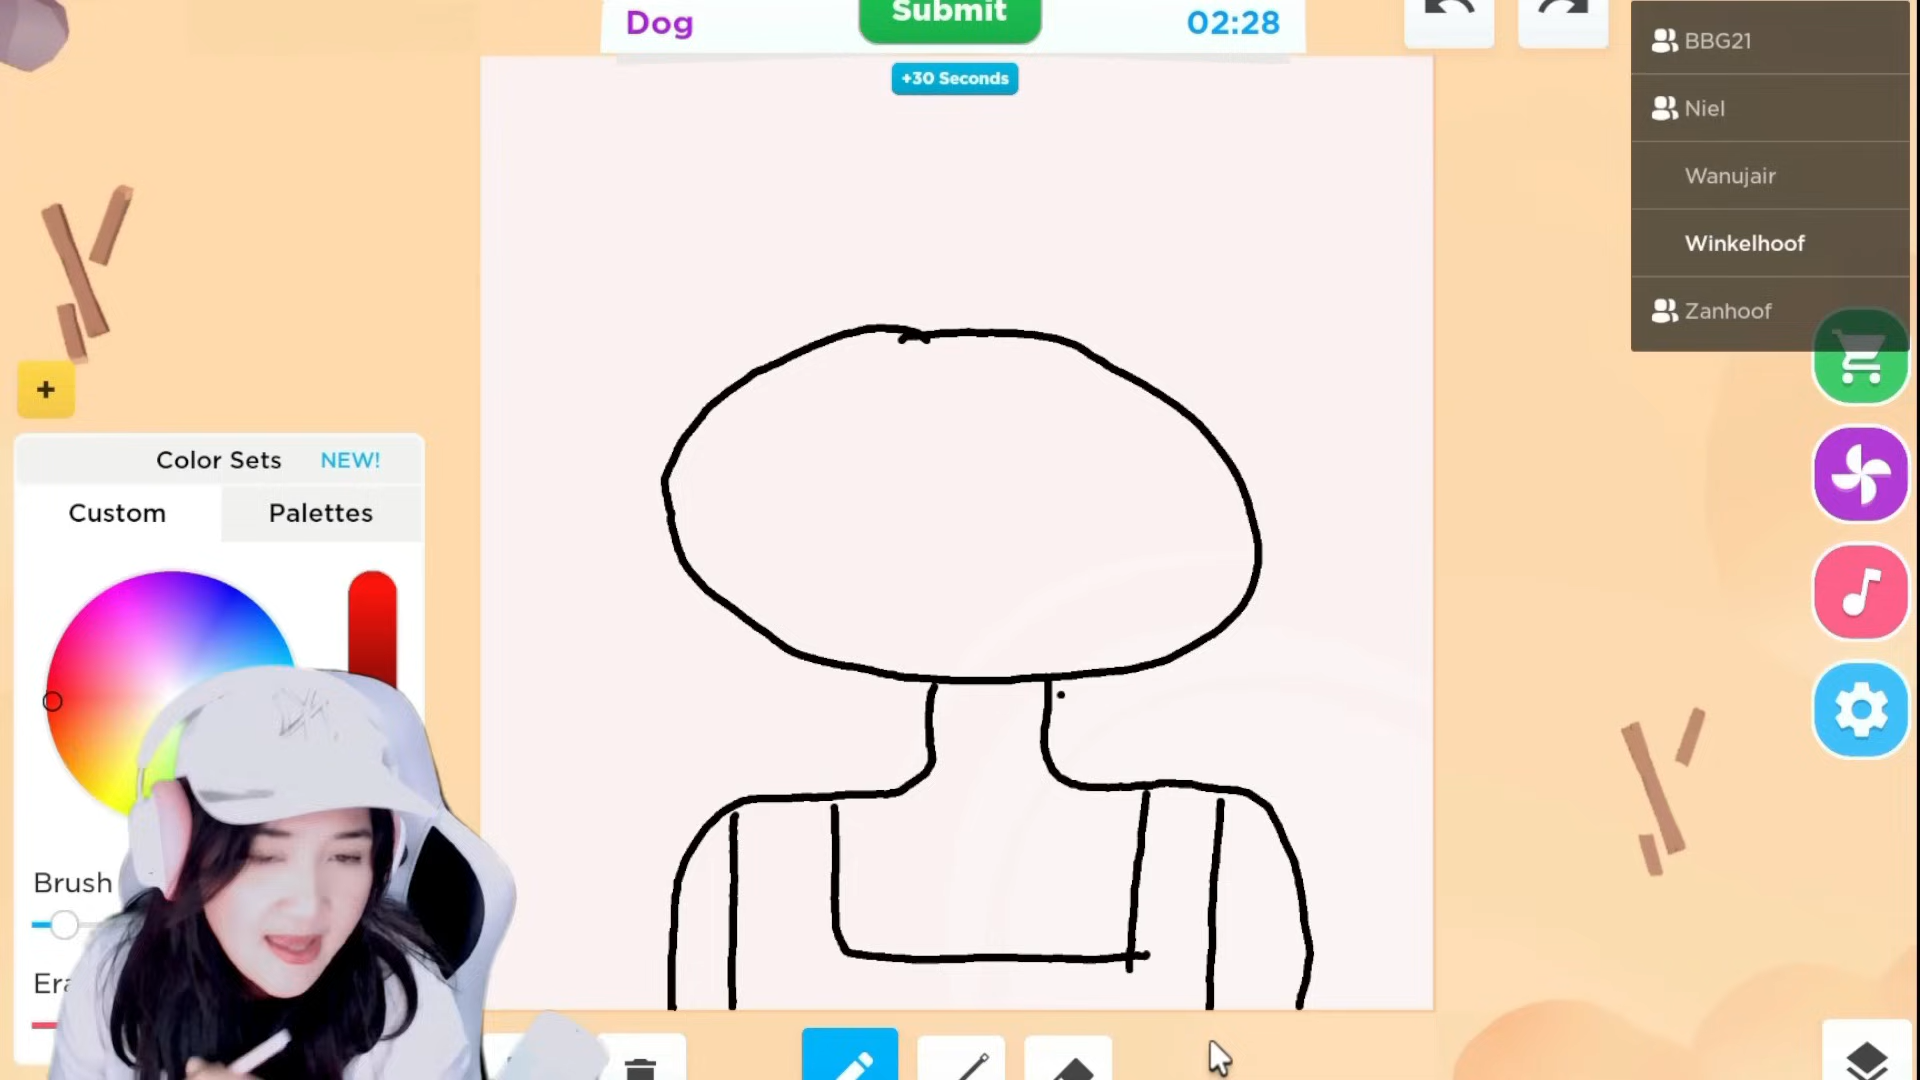 Dog
Submit
02:28
+30 Seconds
BBG21
Niel
Wanujair
Winkelhoof
Zanhoof
+
Color Sets NEW!
Custom
Palettes
Brush